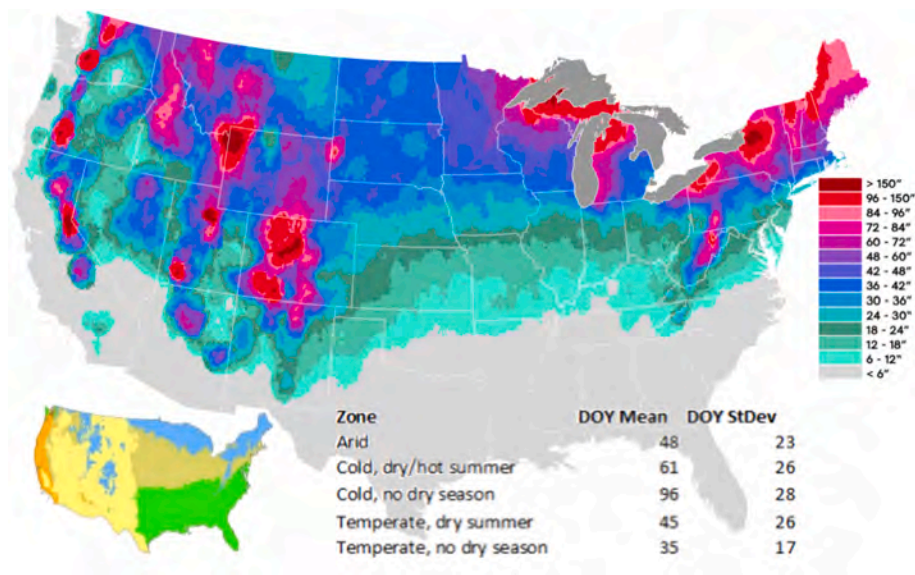 > 150"
96 - 150"
84 - 96"
72 - 84"
60 - 72"
48 - 60"
42 - 48"
36 - 42"
30 - 36"
24 - 30"
18 - 24"
12 - 18"
6 - 12"
< 6"
Zone DOY Mean DOY StDev
Arid 48 23
Cold, dry/hot summer 61 26
Cold, no dry season 96 28
Temperate, dry summer 45 26
Temperate, no dry season 35 17